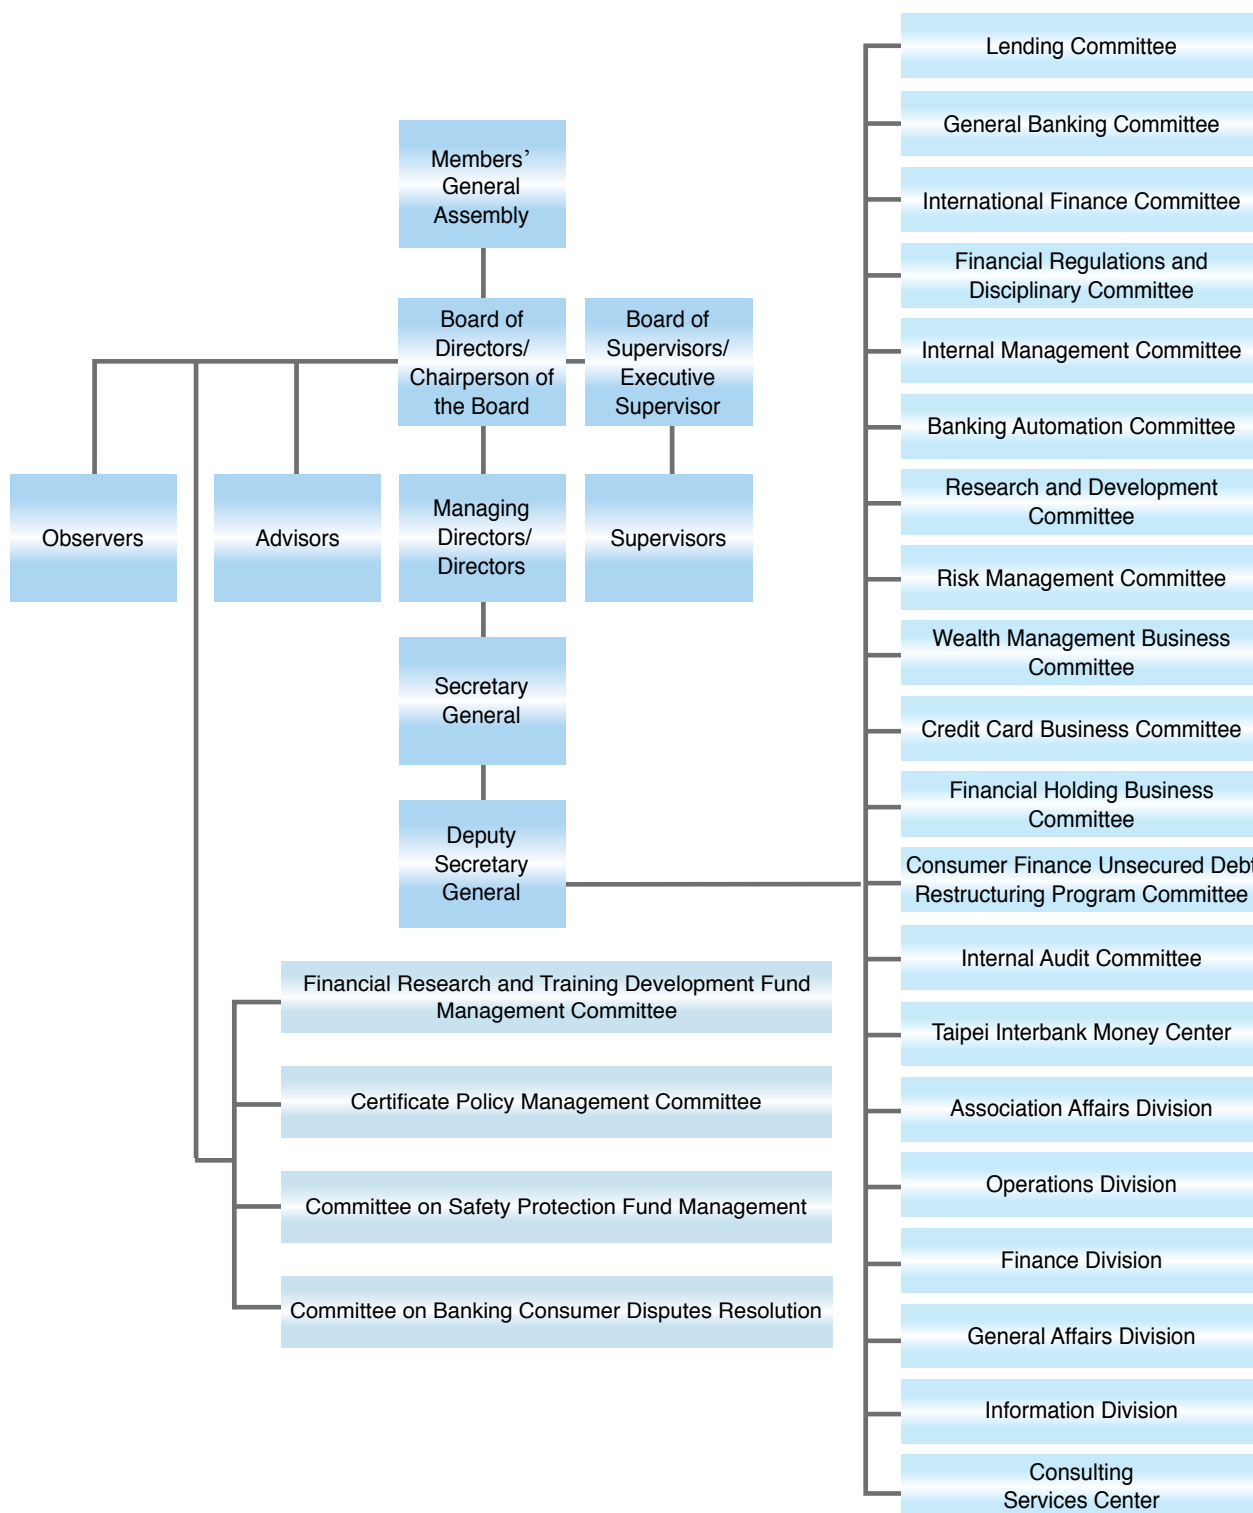 Members’
General
Assembly
Board of
Directors/
Chairperson of
the Board
Board of
Supervisors/
Executive
Supervisor
Observers
Advisors
Managing
Directors/
Directors
Supervisors
Secretary
General
Deputy
Secretary
General
Financial Research and Training Development Fund
Management Committee
Certificate Policy Management Committee
Committee on Safety Protection Fund Management
Committee on Banking Consumer Disputes Resolution
Lending Committee
General Banking Committee
International Finance Committee
Financial Regulations and
Disciplinary Committee
Internal Management Committee
Banking Automation Committee
Research and Development
Committee
Risk Management Committee
Wealth Management Business
Committee
Credit Card Business Committee
Financial Holding Business
Committee
Consumer Finance Unsecured Debt
Restructuring Program Committee
Internal Audit Committee
Taipei Interbank Money Center
Association Affairs Division
Operations Division
Finance Division
General Affairs Division
Information Division
Consulting
Services Center